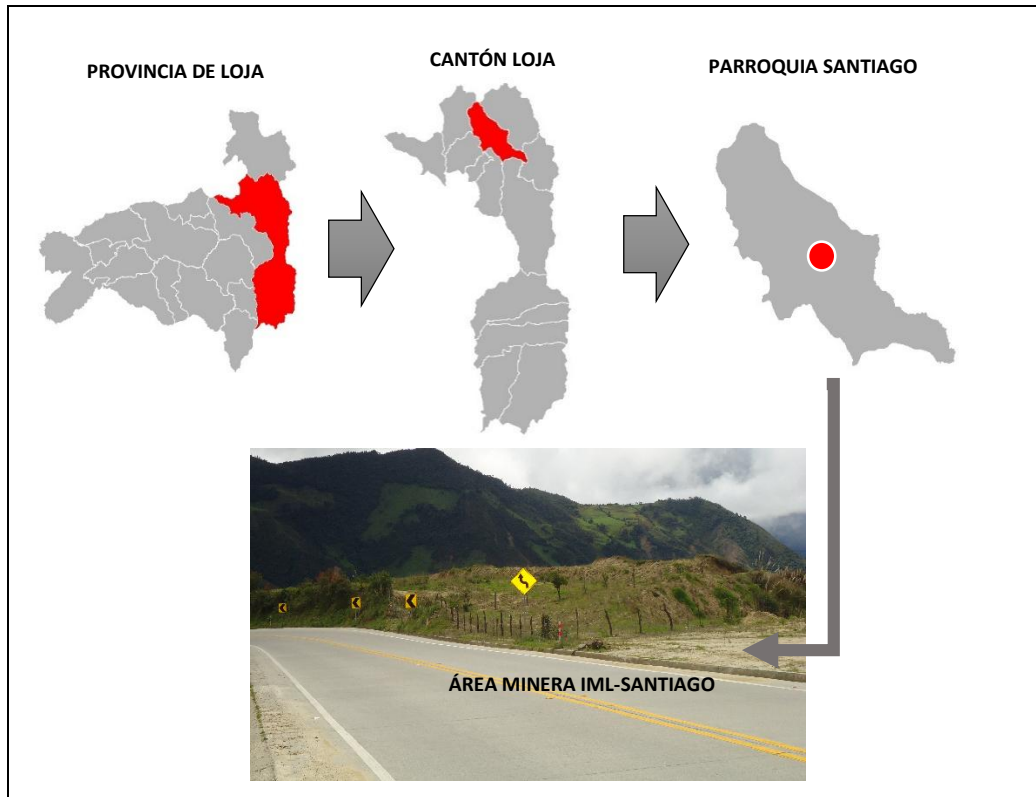 PROVINCIA DE LOJA
CANTÓN LOJA
PARROQUIA SANTIAGO
ÁREA MINERA IML-SANTIAGO